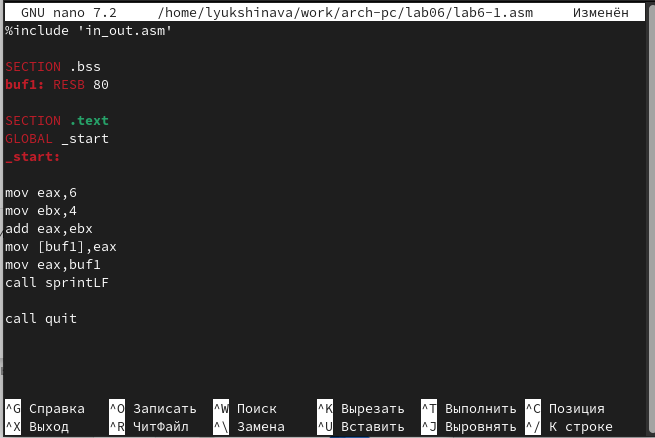 GNU nano 7.2 /home/lyukshinava/work/arch-pc/lab06/lab6-1.asm Изменён
%include 'in_out.asm'
SECTION .bss
buf1: RESB 80
SECTION .text
GLOBAL _start
_start:
mov eax,6
mov ebx,4
add eax,ebx
mov [buf1],eax
mov eax,buf1
call sprintLF
call quit
^G Справка ^O Записать ^W Поиск ^K Вырезать ^T Выполнить ^C Позиция
^X Выход ^R ЧитФайл ^\ Замена ^U Вставить ^J Выровнять ^/ К строке